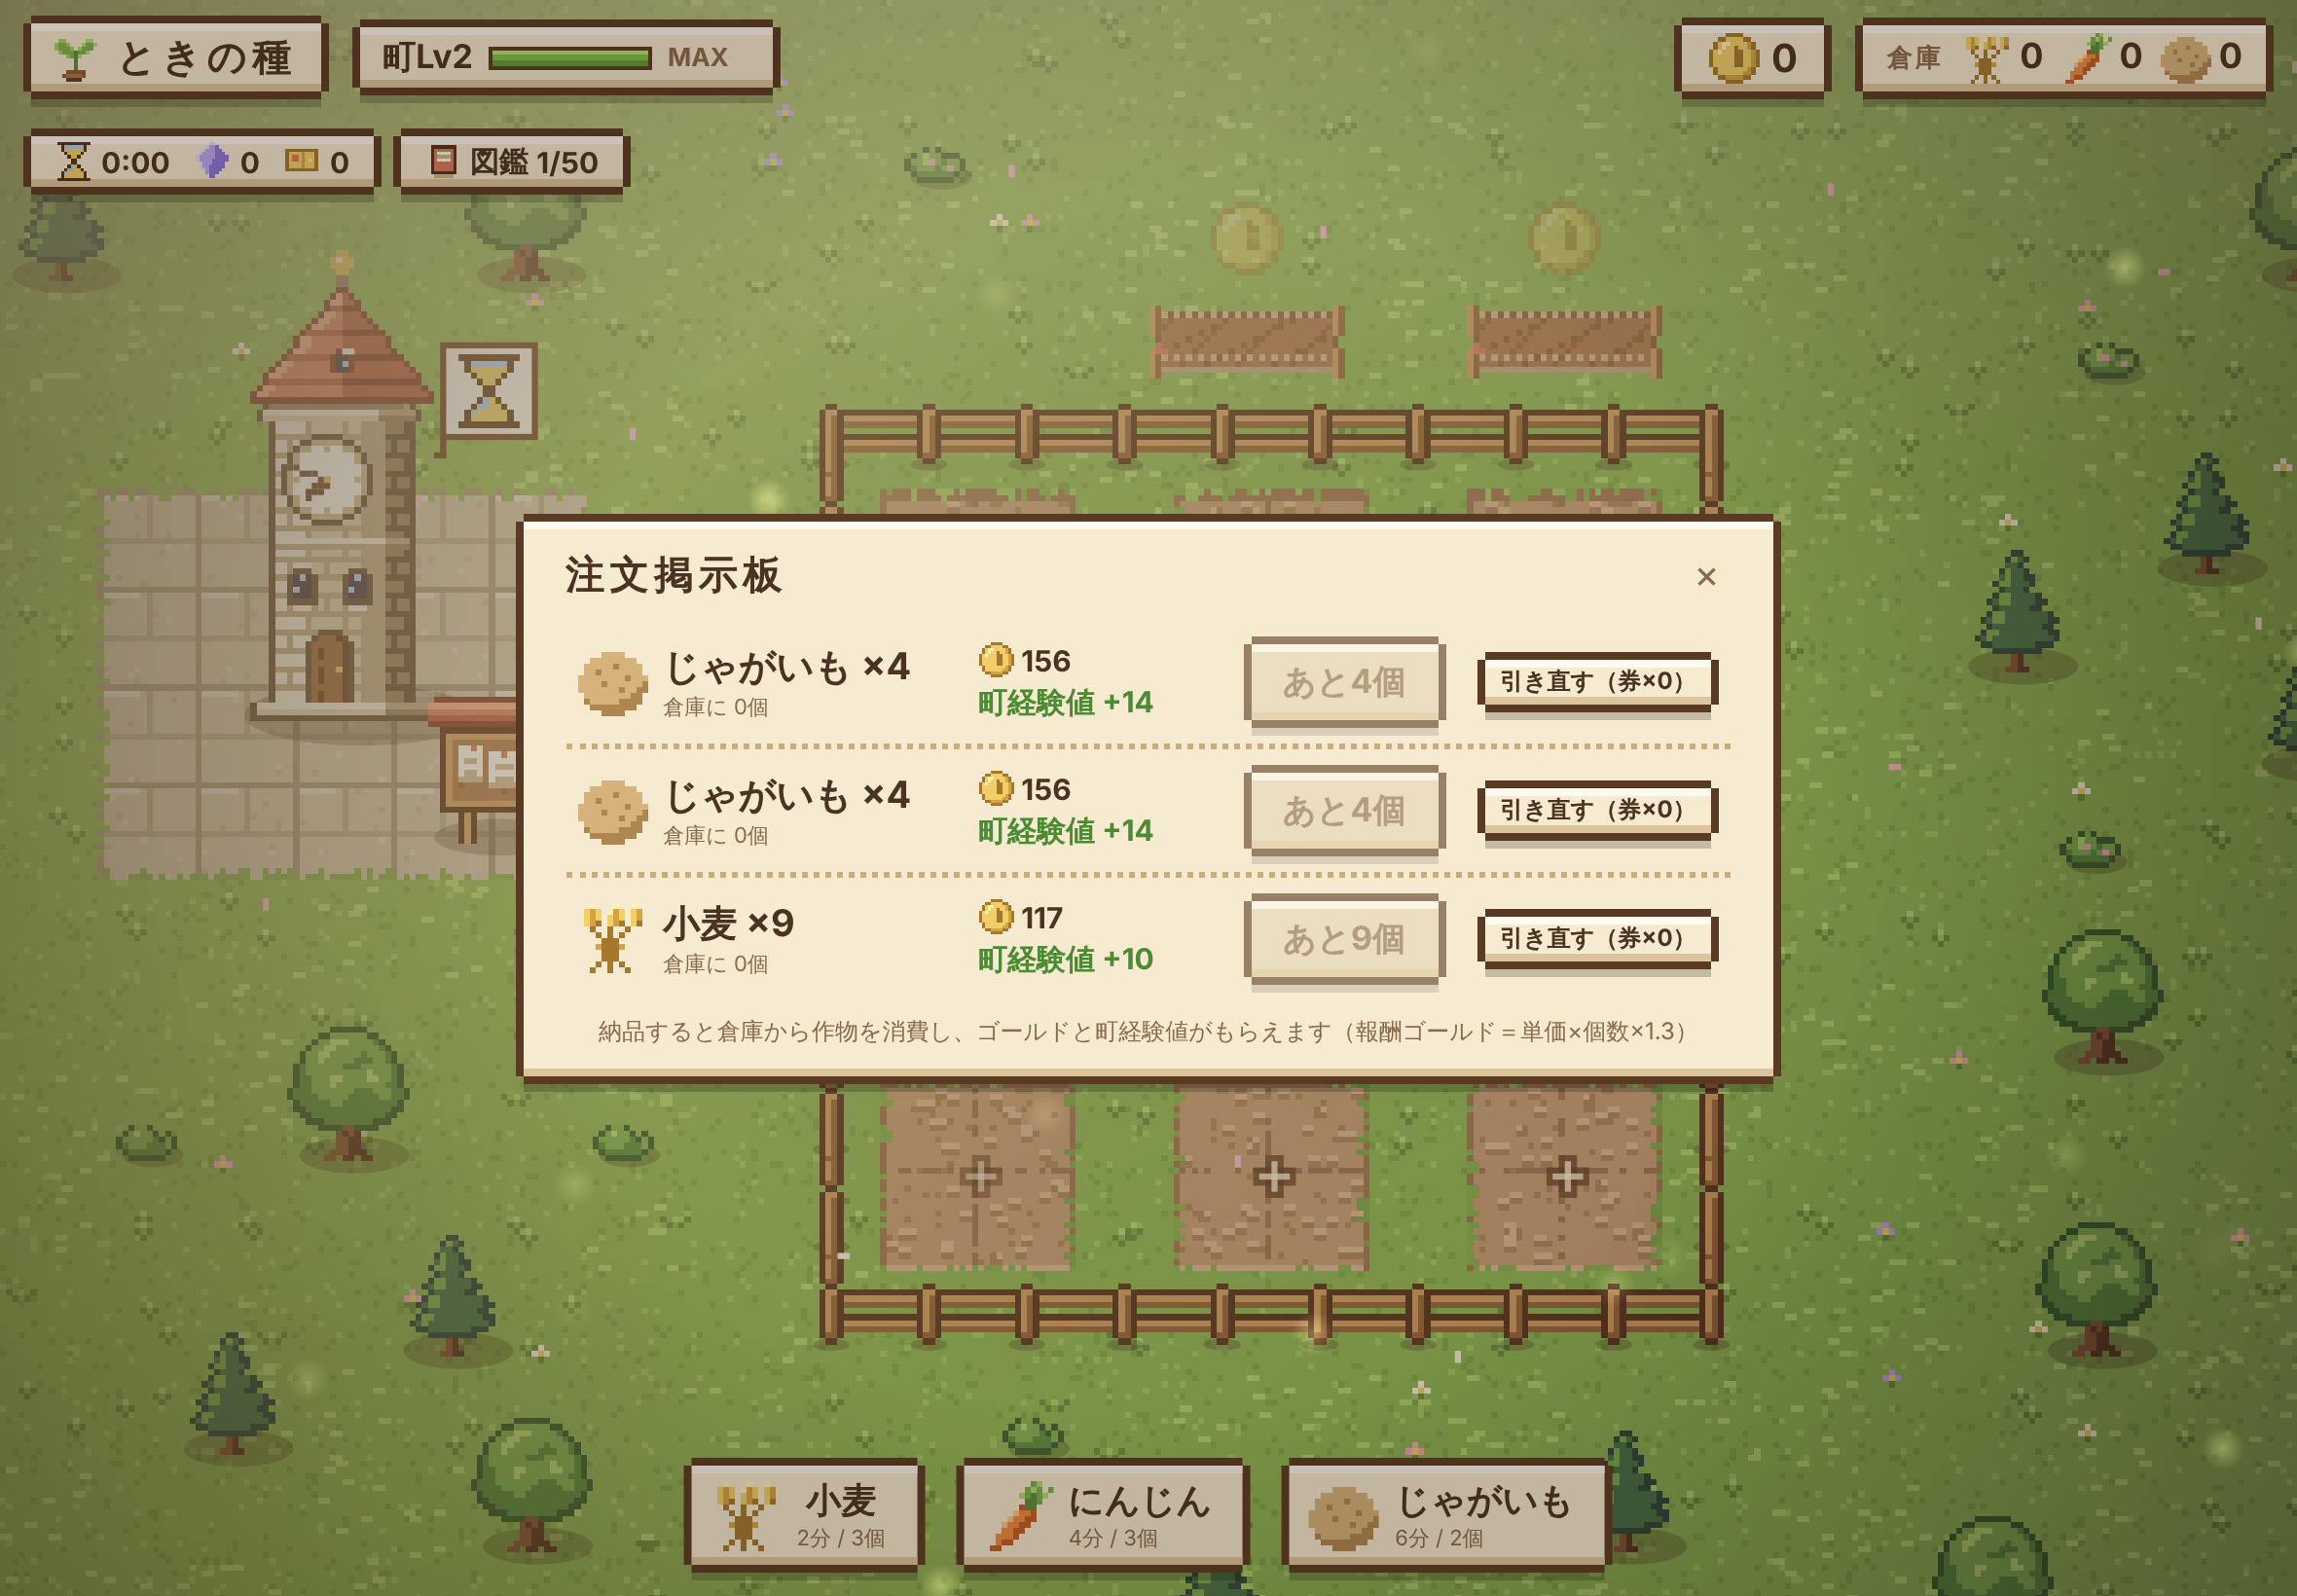 ときの種
町Lv2 MAX
0
倉庫 0 0 0
0:00 0 0
図鑑 1/50
注文掲示板
×
じゃがいも ×4
倉庫に 0個
156
町経験値 +14
あと4個
引き直す（券×0）
じゃがいも ×4
倉庫に 0個
156
町経験値 +14
あと4個
引き直す（券×0）
小麦 ×9
倉庫に 0個
117
町経験値 +10
あと9個
引き直す（券×0）
納品すると倉庫から作物を消費し、ゴールドと町経験値がもらえます（報酬ゴールド＝単価×個数×1.3）
小麦
2分 / 3個
にんじん
4分 / 3個
じゃがいも
6分 / 2個